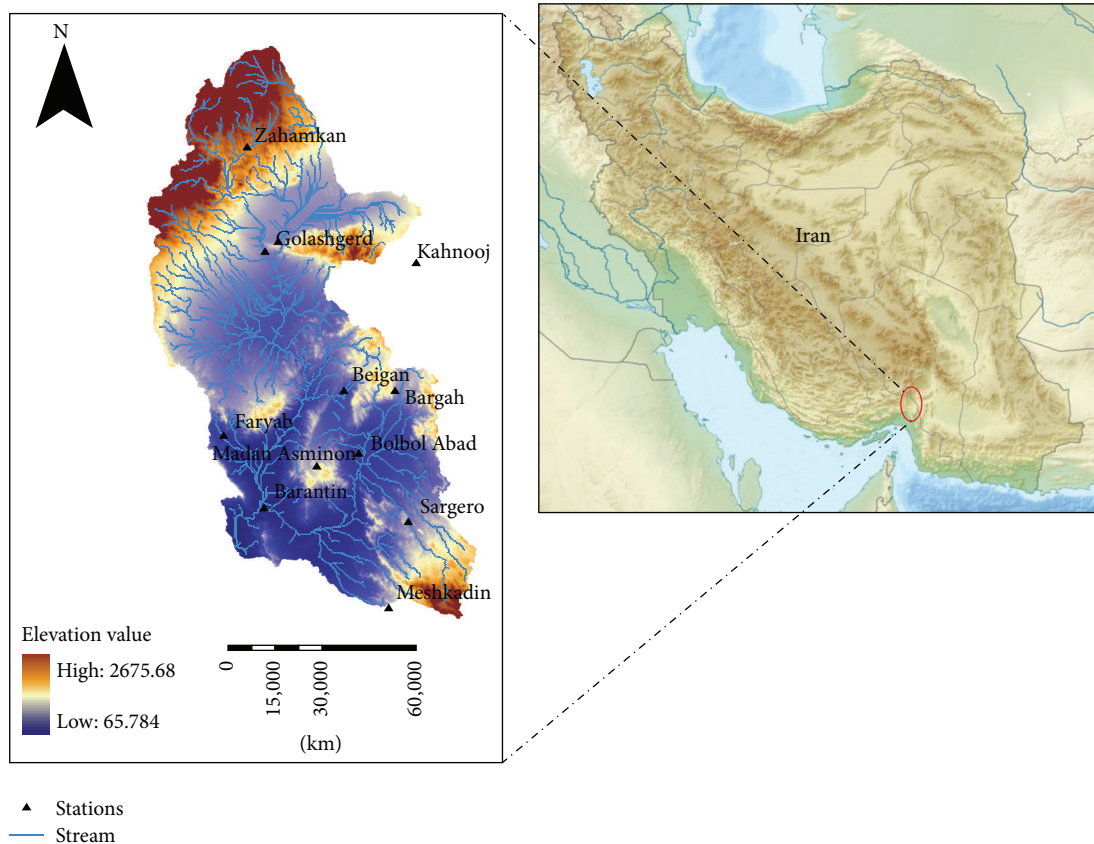 N
Zahamkan
Golashgerd
Kahnooj
Beigan
Bargah
Faryab
Madan Asminon
Bolbol Abad
Barantin
Sargero
Meshkadin
Elevation value
High: 2675.68
Low: 65.784
0
15,000
30,000
60,000
(km)
Stations
Stream
Iran